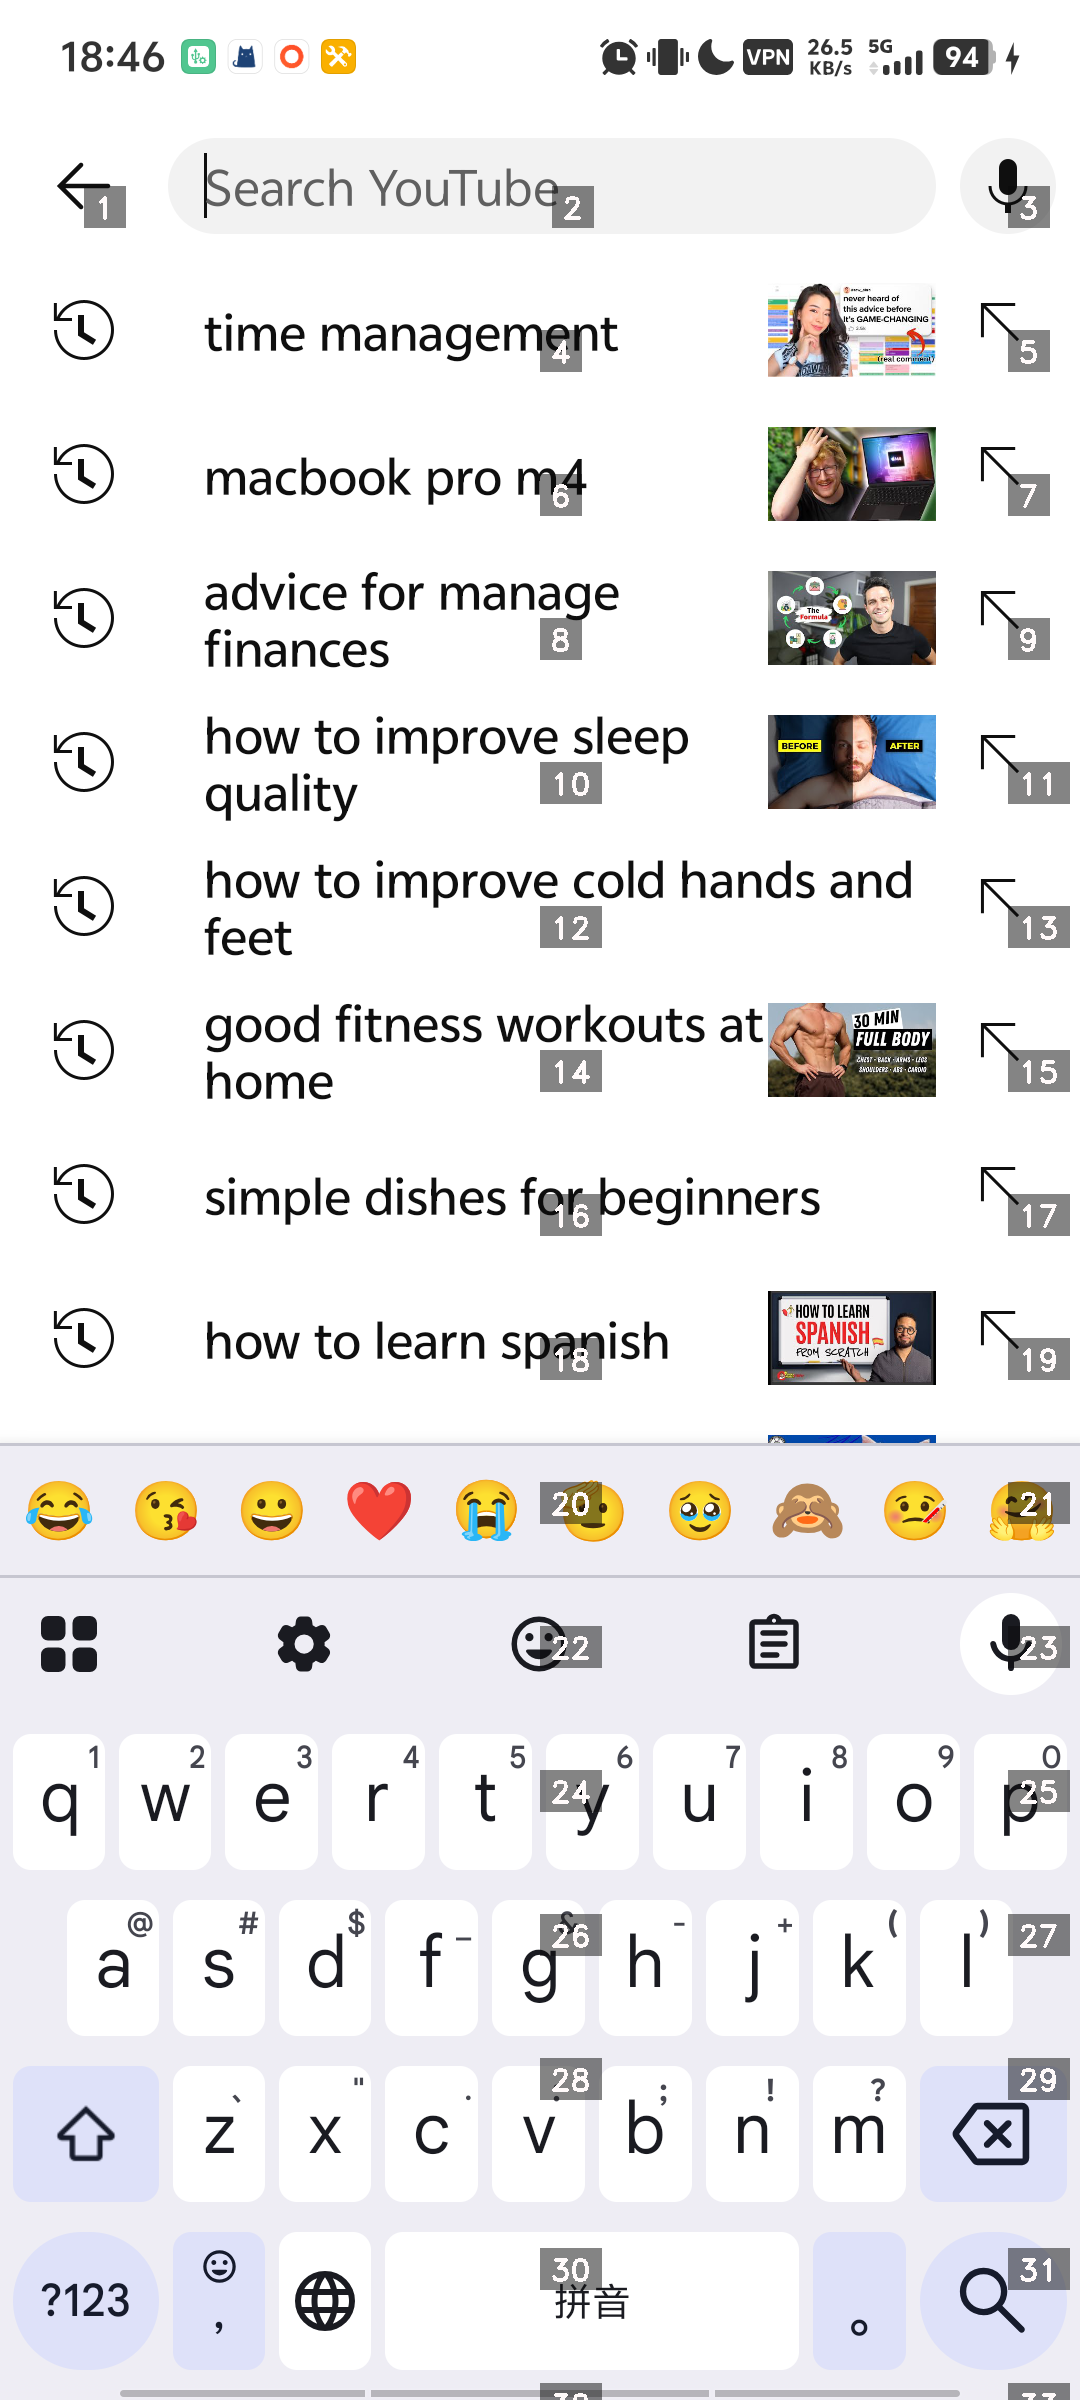 18:46
VPN
26.5 KB/s
5G
94
Search YouTube
1
2
3
time management
never heard of
this advice before
It's GAME-CHANGING
(real comment)
4
5
macbook pro m4
6
7
advice for manage
finances
The
Formula
8
9
how to improve sleep
quality
BEFORE
AFTER
10
11
how to improve cold hands and
feet
12
13
good fitness workouts at
home
30 MIN
FULL BODY
CHEST · BACK · ARMS · LEGS
SHOULDERS · ABS · CARDIO
14
15
simple dishes for beginners
16
17
how to learn spanish
HOW TO LEARN
SPANISH
FROM SCRATCH
18
19
20
21
22
23
1 2 3 4 5 6 7 8 9 0
q w e r t y u i o p
24
25
@ # $ _ & - + ( )
a s d f g h j k l
26
27
、 " · : ; ! ?
z x c v b n m
28
29
?123
,
拼音
。
30
31